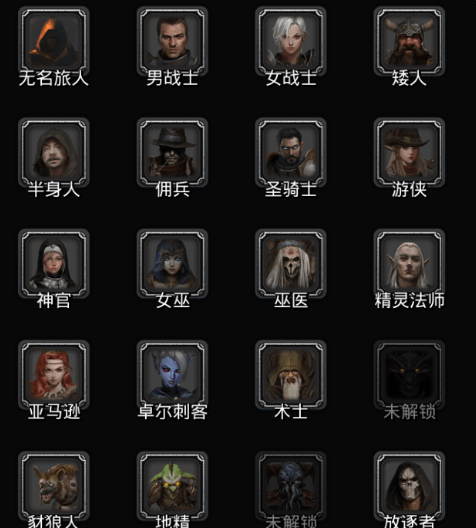 无名旅人 男战士 女战士 矮人
半身人 佣兵 圣骑士 游侠
神官 女巫 巫医 精灵法师
亚马逊 卓尔刺客 术士 未解锁
豺狼人 地精 未解锁 放逐者